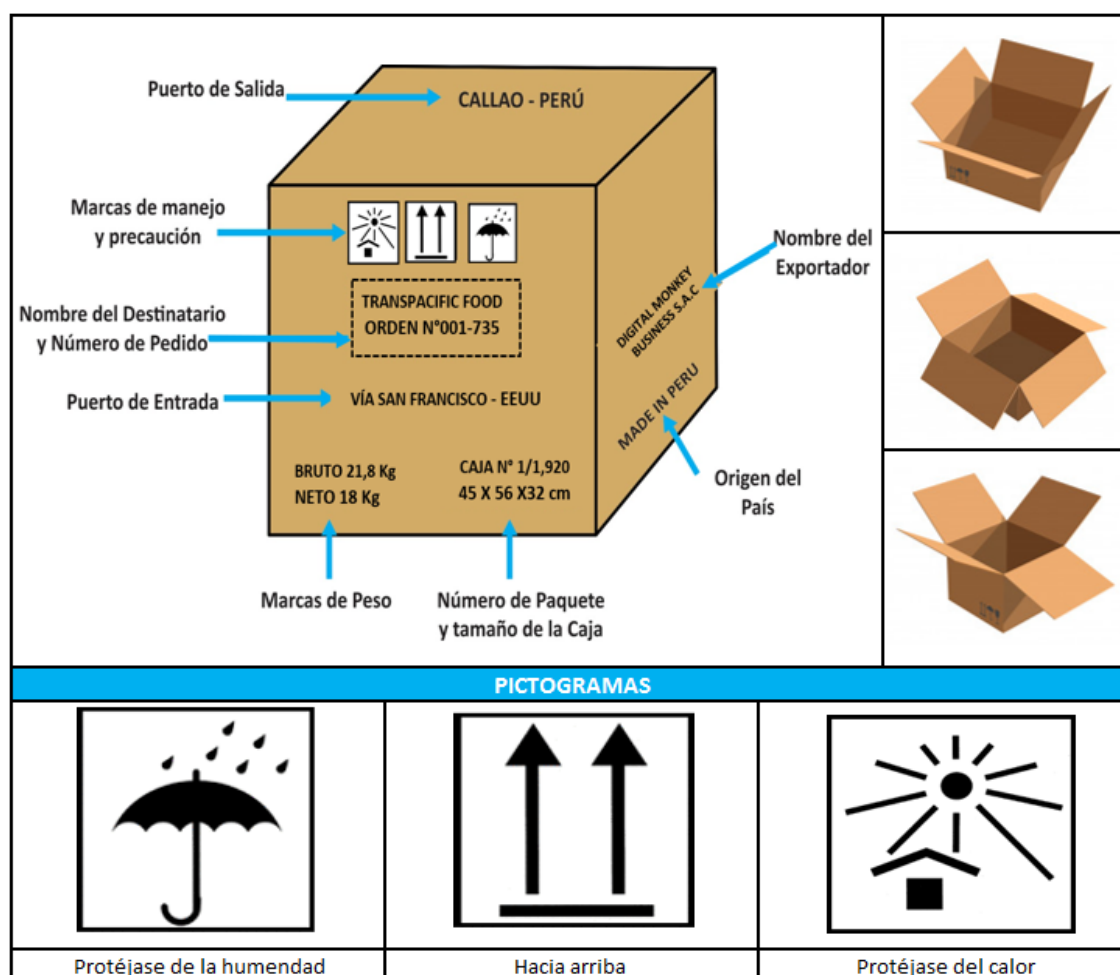 Puerto de Salida
CALLAO - PERÚ
Marcas de manejo
y precaución
Nombre del
Exportador
DIGITAL MONKEY
BUSINESS S.A.C
Nombre del Destinatario
y Número de Pedido
TRANSPACIFIC FOOD
ORDEN N°001-735
Puerto de Entrada
VÍA SAN FRANCISCO - EEUU
MADE IN PERU
Origen del
País
BRUTO 21,8 Kg
NETO 18 Kg
CAJA N° 1/1,920
45 X 56 X32 cm
Marcas de Peso
Número de Paquete
y tamaño de la Caja
PICTOGRAMAS
Protéjase de la humendad
Hacia arriba
Protéjase del calor